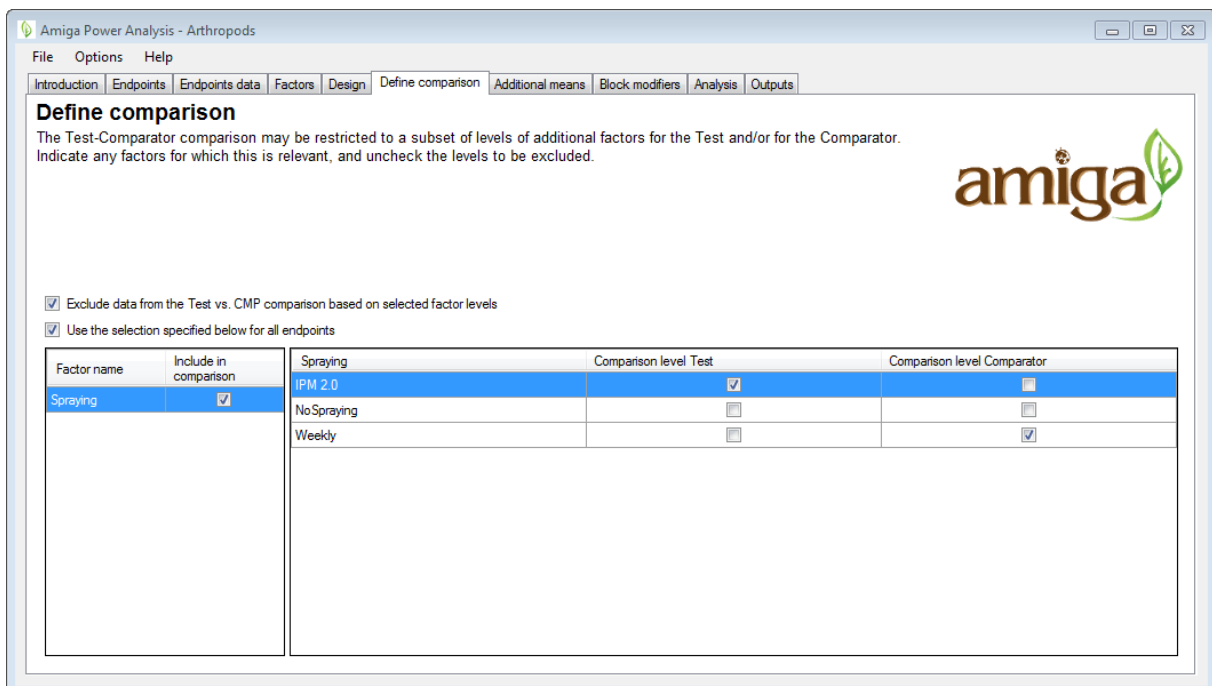 Amiga Power Analysis - Arthropods
File Options Help
Introduction Endpoints Endpoints data Factors Design Define comparison Additional means Block modifiers Analysis Outputs
Define comparison
The Test-Comparator comparison may be restricted to a subset of levels of additional factors for the Test and/or for the Comparator.
Indicate any factors for which this is relevant, and uncheck the levels to be excluded.
amiga
Exclude data from the Test vs. CMP comparison based on selected factor levels
Use the selection specified below for all endpoints
Factor name Include in comparison Spraying Comparison level Test Comparison level Comparator
Spraying IPM 2.0
NoSpraying
Weekly